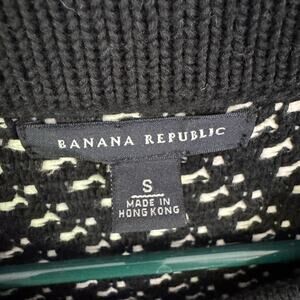 BANANA REPUBLIC
S
MADE IN
HONG KONG